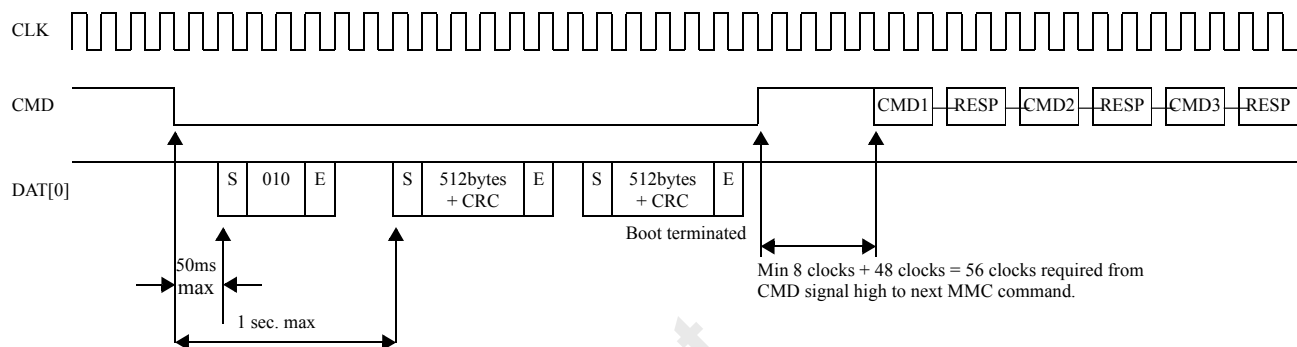 CLK
CMD
CMD1 RESP CMD2 RESP CMD3 RESP
DAT[0]
S 010 E S 512bytes + CRC E S 512bytes + CRC E
Boot terminated
50ms
max
1 sec. max
Min 8 clocks + 48 clocks = 56 clocks required from
CMD signal high to next MMC command.